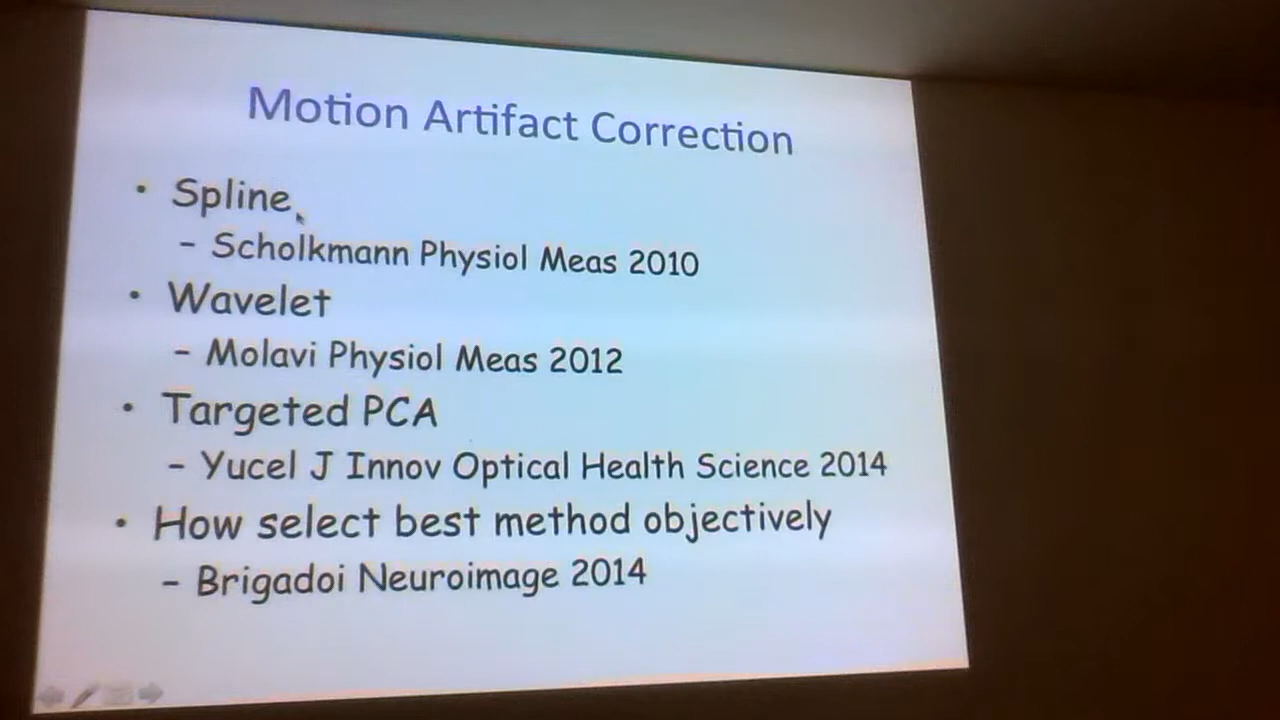 Motion Artifact Correction
• Spline
– Scholkmann Physiol Meas 2010
• Wavelet
– Molavi Physiol Meas 2012
• Targeted PCA
– Yucel J Innov Optical Health Science 2014
• How select best method objectively
– Brigadoi Neuroimage 2014